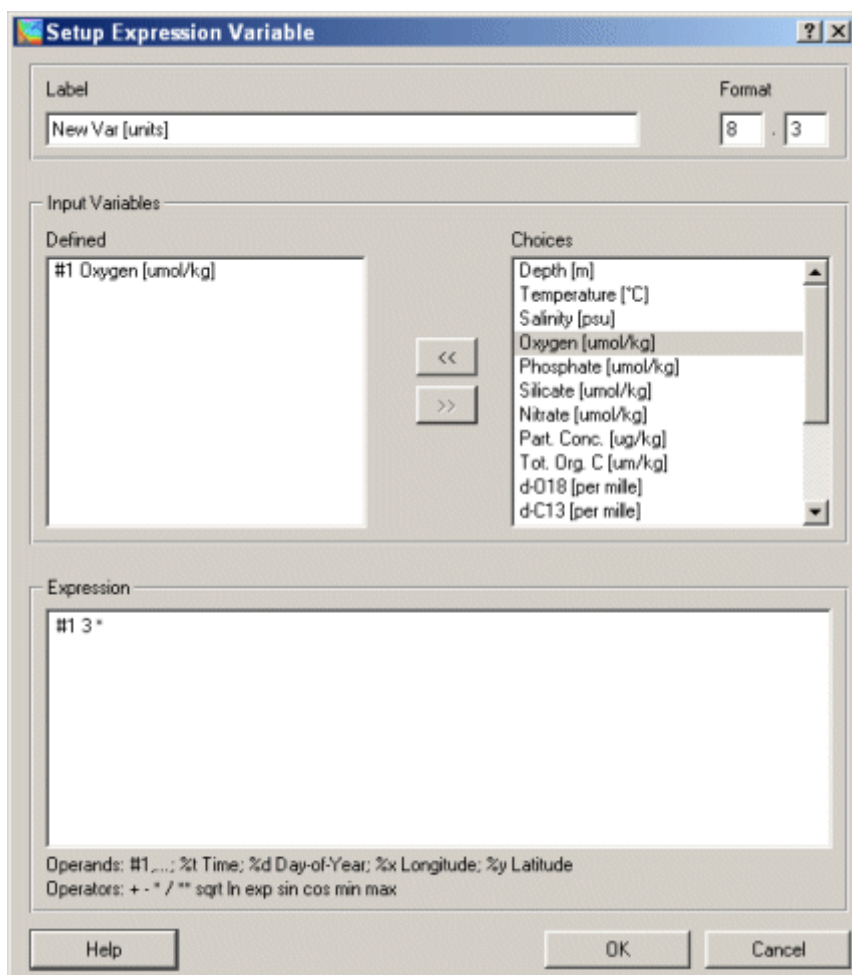 Setup Expression Variable
Label
Format
New Var [units]
8 . 3
Input Variables
Defined
Choices
#1 Oxygen [umol/kg]
Depth [m]
Temperature [°C]
Salinity [psu]
Oxygen [umol/kg]
Phosphate [umol/kg]
Silicate [umol/kg]
Nitrate [umol/kg]
Part. Conc. [ug/kg]
Tot. Org. C [um/kg]
d-O18 [per mille]
d-C13 [per mille]
<<
>>
Expression
#1 3 *
Operands: #1,...; %t Time; %d Day-of-Year; %x Longitude; %y Latitude
Operators: + - * / ** sqrt ln exp sin cos min max
Help
OK
Cancel